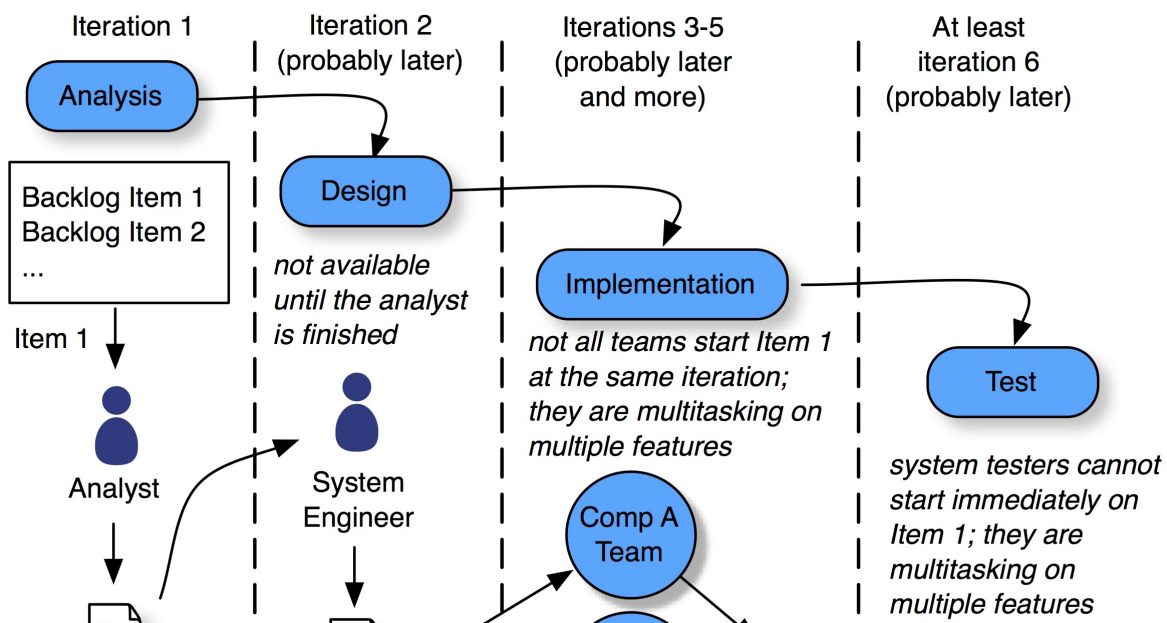 Iteration 1
Analysis
Backlog Item 1
Backlog Item 2
...
Item 1
Analyst
Iteration 2
(probably later)
Design
not available
until the analyst
is finished
System
Engineer
Iterations 3-5
(probably later
and more)
Implementation
not all teams start Item 1
at the same iteration;
they are multitasking on
multiple features
Comp A
Team
At least
iteration 6
(probably later)
Test
system testers cannot
start immediately on
Item 1; they are
multitasking on
multiple features